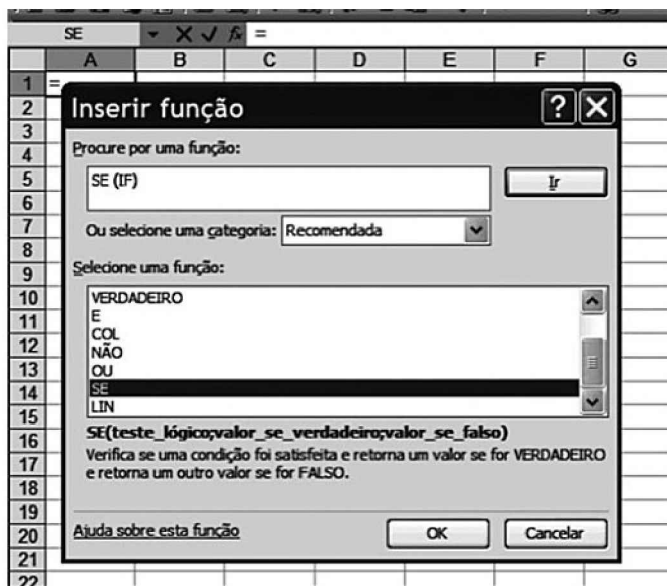 SE fx =
A B C D E F G
1 =
2
3
4
5
6
7
8
9
10
11
12
13
14
15
16
17
18
19
20
21
22
Inserir função ? X
Procure por uma função:
SE (IF) Ir
Ou selecione uma categoria: Recomendada
Selecione uma função:
VERDADEIRO
E
COL
NÃO
OU
SE
LIN
SE(teste_lógico;valor_se_verdadeiro;valor_se_falso)
Verifica se uma condição foi satisfeita e retorna um valor se for VERDADEIRO
e retorna um outro valor se for FALSO.
Ajuda sobre esta função OK Cancelar